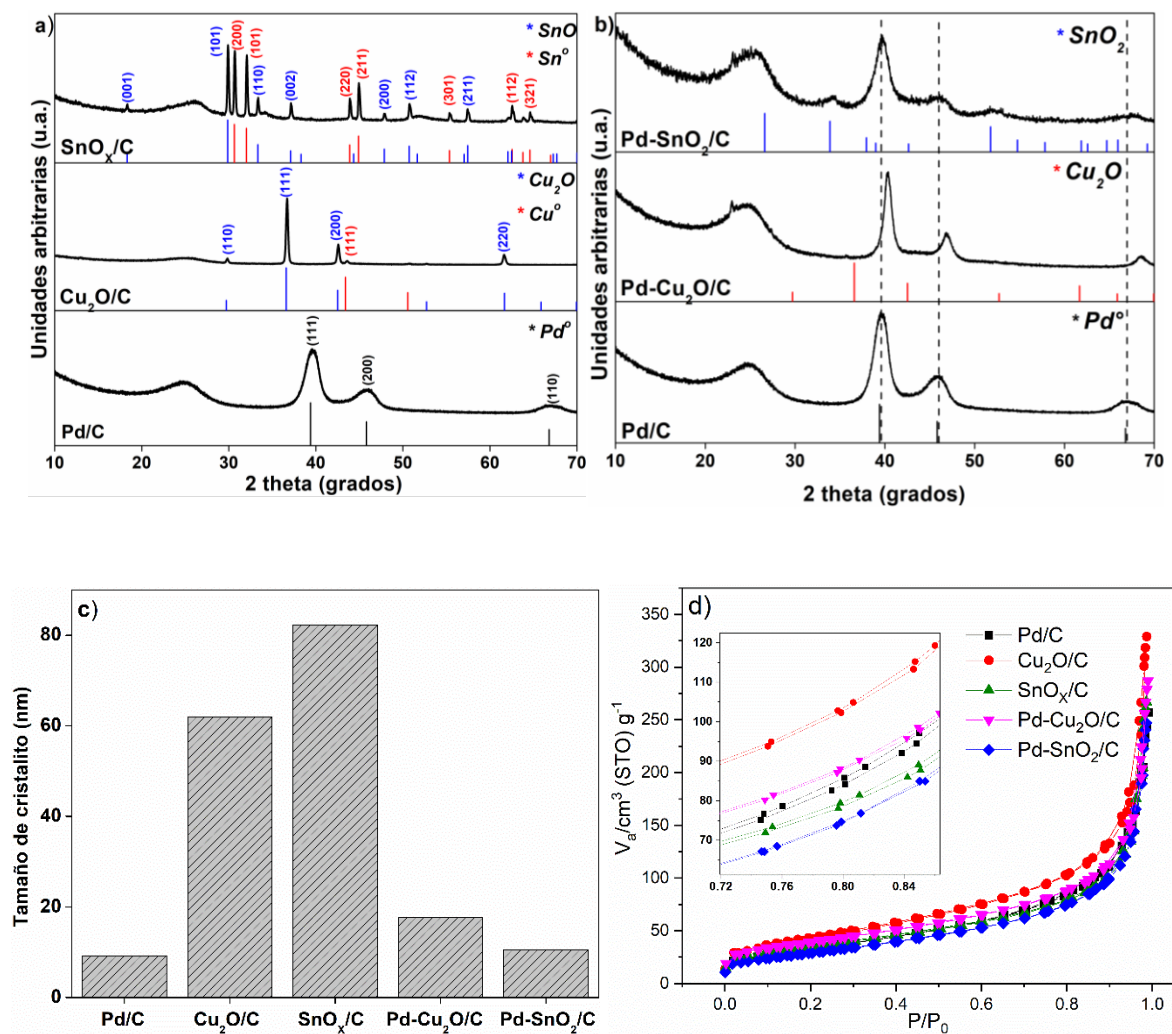 a)
* SnO
* Snº
(001)
(101)
(200)
(101)
(110)
(002)
(220)
(211)
(200)
(112)
(301)
(211)
(112)
(321)
SnOX/C
* Cu2O
* Cuº
(110)
(111)
(200)
(111)
(220)
Cu2O/C
* Pdº
(111)
(200)
(110)
Pd/C
Unidades arbitrarias (u.a.)
10 20 30 40 50 60 70
2 theta (grados)
b)
* SnO2
Pd-SnO2/C
* Cu2O
Pd-Cu2O/C
* Pd°
Pd/C
Unidades arbitrarias (u.a.)
10 20 30 40 50 60 70
2 theta (grados)
c)
Tamaño de cristalito (nm)
80
60
40
20
0
Pd/C Cu2O/C SnOX/C Pd-Cu2O/C Pd-SnO2/C
d)
Va/cm3 (STO) g-1
350
300
250
200
150
100
50
0
120
110
100
90
80
70
0.72 0.76 0.80 0.84
Pd/C
Cu2O/C
SnOX/C
Pd-Cu2O/C
Pd-SnO2/C
0.0 0.2 0.4 0.6 0.8 1.0
P/P0